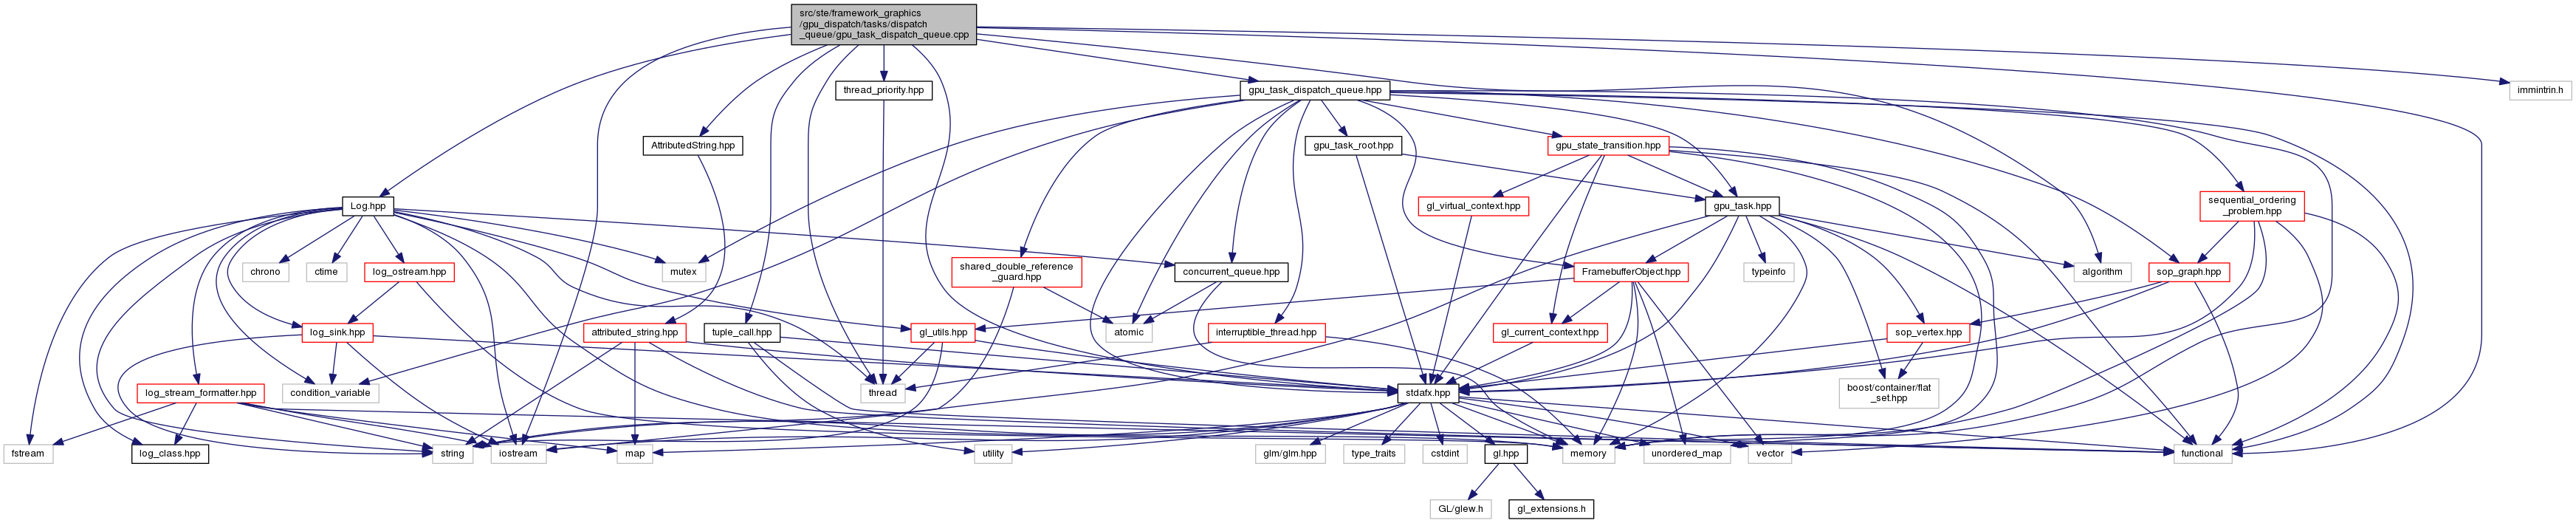 src/ste/framework_graphics
/gpu_dispatch/tasks/dispatch
_queue/gpu_task_dispatch_queue.cpp
thread_priority.hpp
gpu_task_dispatch_queue.hpp
immintrin.h
AttributedString.hpp
gpu_task_root.hpp
gpu_state_transition.hpp
Log.hpp
gl_virtual_context.hpp
gpu_task.hpp
sequential_ordering
_problem.hpp
chrono
ctime
log_ostream.hpp
mutex
shared_double_reference
_guard.hpp
concurrent_queue.hpp
FramebufferObject.hpp
typeinfo
algorithm
sop_graph.hpp
log_sink.hpp
attributed_string.hpp
tuple_call.hpp
gl_utils.hpp
atomic
interruptible_thread.hpp
gl_current_context.hpp
sop_vertex.hpp
log_stream_formatter.hpp
condition_variable
thread
stdafx.hpp
boost/container/flat
_set.hpp
fstream
log_class.hpp
string
iostream
map
utility
glm/glm.hpp
type_traits
cstdint
gl.hpp
memory
unordered_map
vector
functional
GL/glew.h
gl_extensions.h